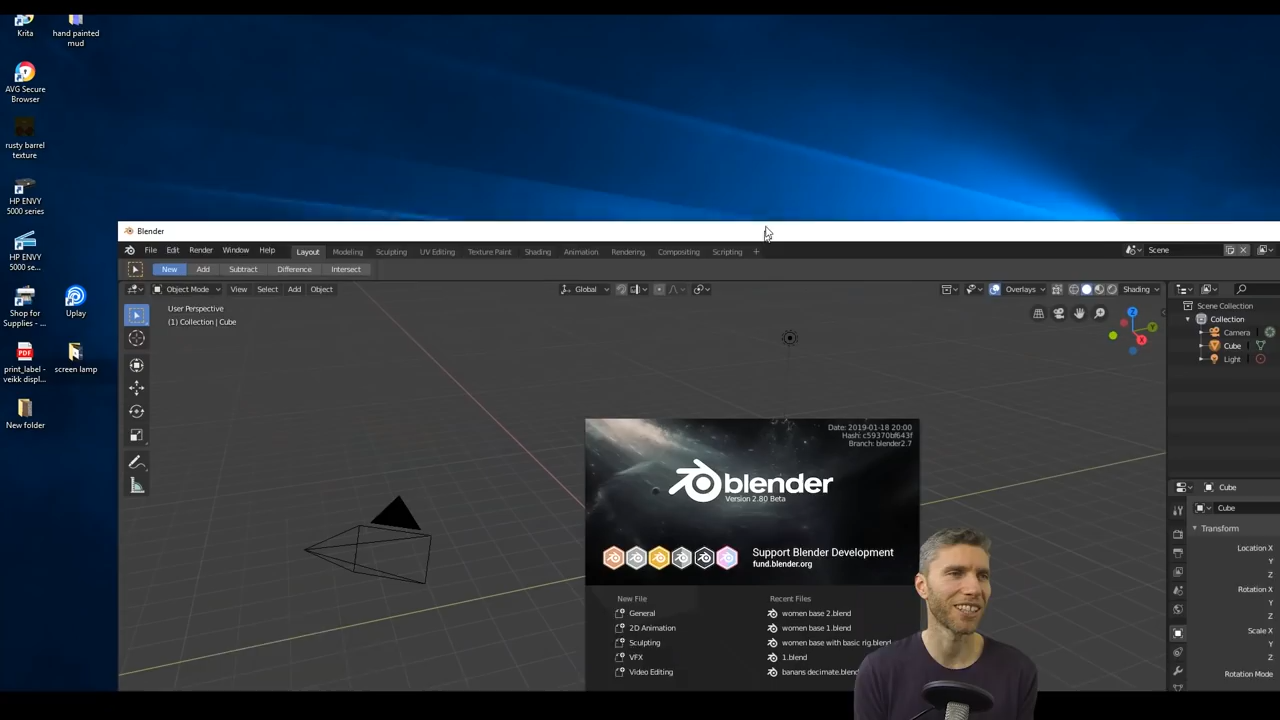 Krita
hand painted
mud
AVG Secure
Browser
rusty barrel
texture
HP ENVY
5000 series
HP ENVY
5000 se...
Shop for
Supplies - ...
Uplay
print_label -
veikk displ...
screen lamp
New folder
Blender
File Edit Render Window Help
Layout Modeling Sculpting UV Editing Texture Paint Shading Animation Rendering Compositing Scripting +
Scene
New Add Subtract Difference Intersect
Object Mode View Select Add Object
Global
Overlays
Shading
User Perspective
(1) Collection | Cube
Z
Y
X
Scene Collection
Collection
Camera
Cube
Light
Date: 2019-01-18 20:00
Hash: c59370bf643f
Branch: blender2.7
blender
Version 2.80 Beta
Support Blender Development
fund.blender.org
New File
General
2D Animation
Sculpting
VFX
Video Editing
Recent Files
women base 2.blend
women base 1.blend
women base with basic rig.blend
1.blend
banans decimate.blend
Cube
Cube
Transform
Location X
Y
Z
Rotation X
Y
Z
Scale X
Y
Z
Rotation Mode